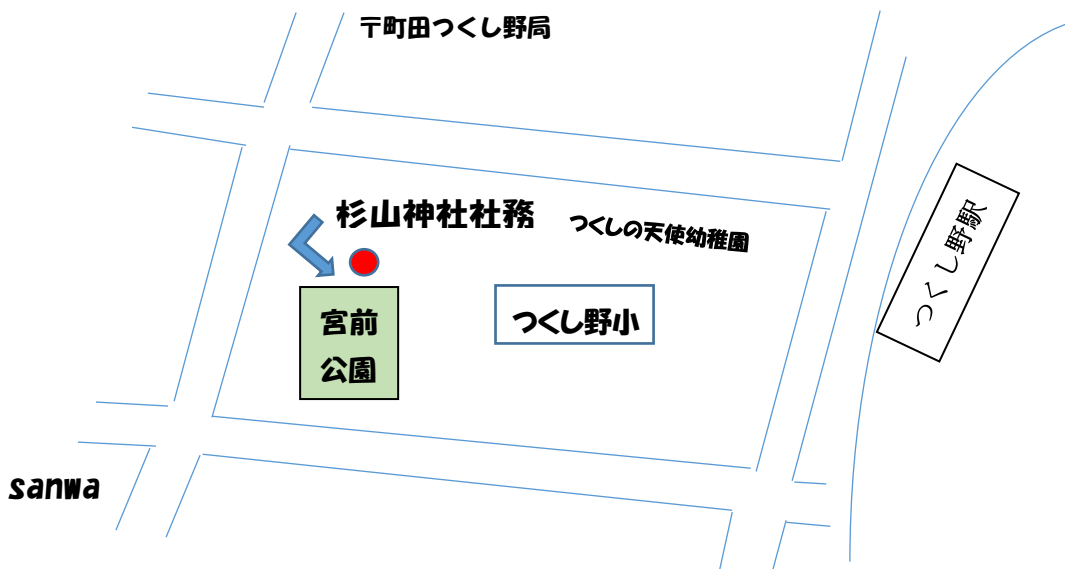 〒町田つくし野局
杉山神社社務
つくしの天使幼稚園
つくし野駅
宮前
公園
つくし野小
sanwa